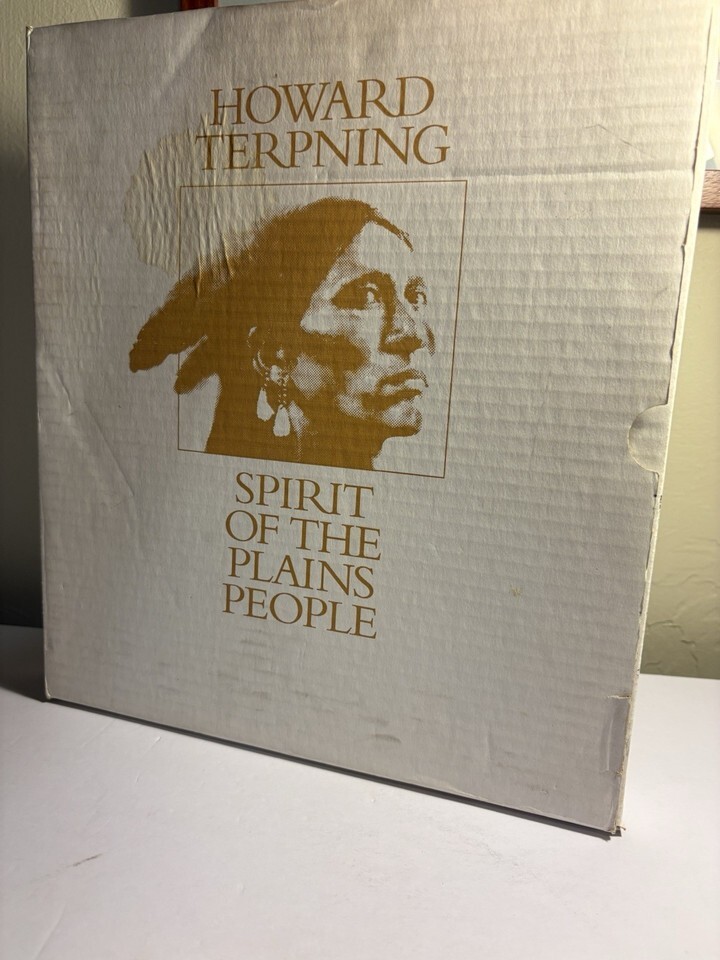 HOWARD
TERPNING
SPIRIT
OF THE
PLAINS
PEOPLE